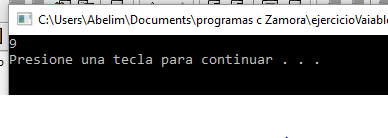 C:\Users\Abelim\Documents\programas c Zamora\ejercicioVaiable
9
Presione una tecla para continuar . . .